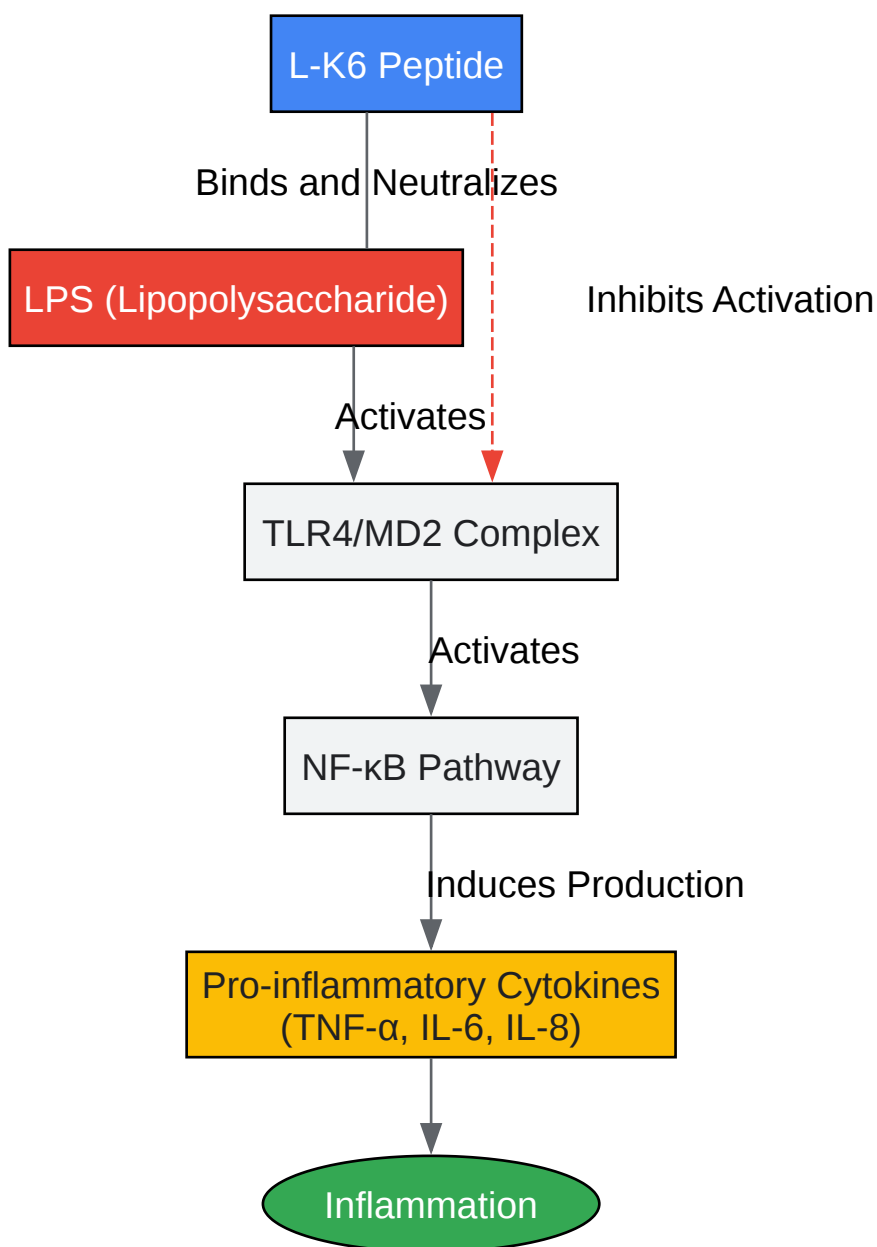 L-K6 Peptide
Binds and Neutralizes
LPS (Lipopolysaccharide)
Inhibits Activation
Activates
TLR4/MD2 Complex
Activates
NF-κB Pathway
Induces Production
Pro-inflammatory Cytokines
(TNF-α, IL-6, IL-8)
Inflammation